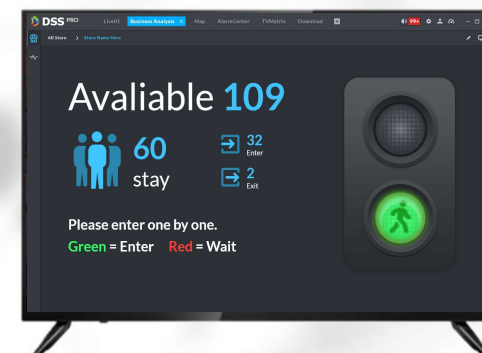 DSS PRO Live01 Business Analysis × Map AlarmCenter TVMatrix Download 99+
All Store > Store Name Here
Avaliable 109
60
stay
32
Enter
2
Exit
Please enter one by one.
Green = Enter Red = Wait